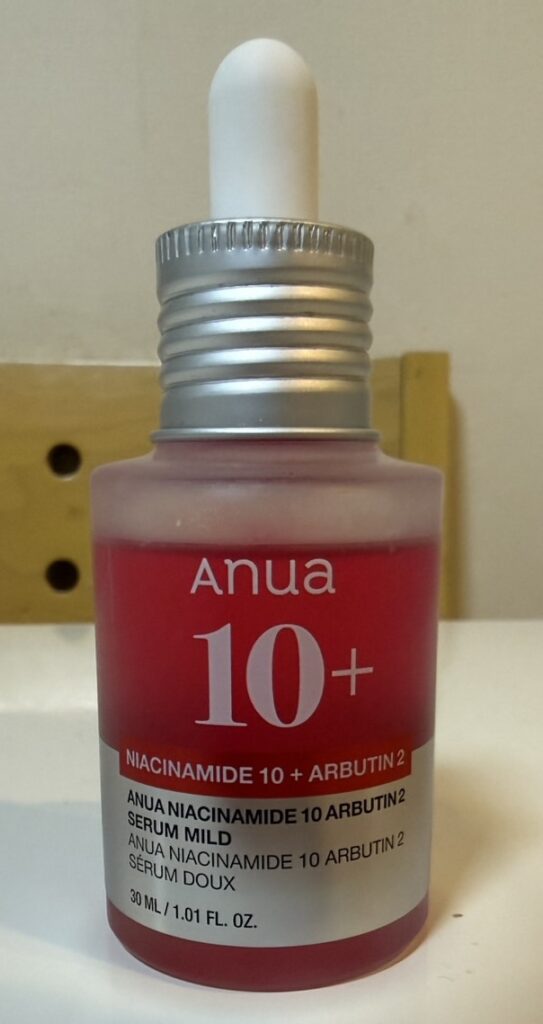 Anua
10+
NIACINAMIDE 10 + ARBUTIN 2
ANUA NIACINAMIDE 10 ARBUTIN 2
SERUM MILD
ANUA NIACINAMIDE 10 ARBUTIN 2
SÉRUM DOUX
30 ML / 1.01 FL. OZ.